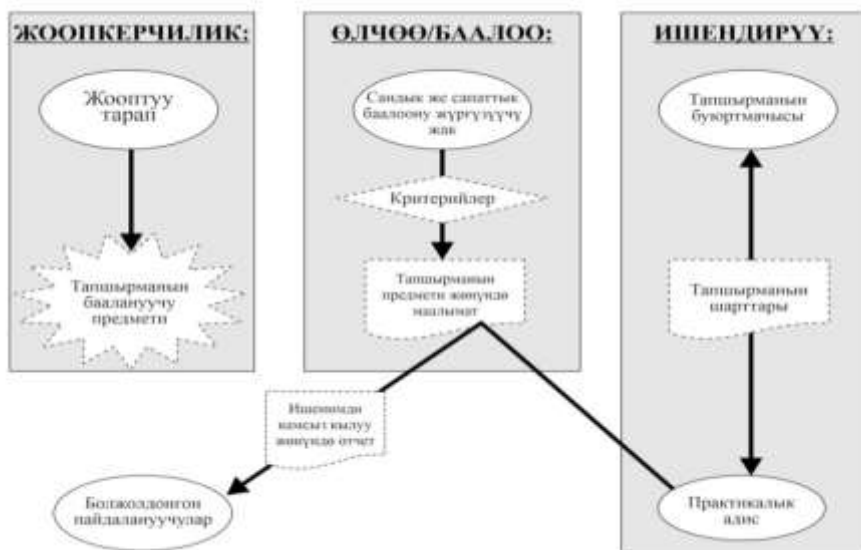 ЖООПКЕРЧИЛИК:
Жооптуу
тарап
Тапшырманын
баалануучу
предмети
ӨЛЧӨӨ/БААЛОО:
Сандык же сапаттык
баалоону жүргүзүүчү
жак
Критерийлер
Тапшырманын
предмети жөнүндө
маалымат
ИШЕНДИРҮҮ:
Тапшырманын
буюртмачысы
Тапшырманын
шарттары
Практикалык
адис
Ишенимди
камсыз кылуу
жөнүндө отчет
Болжолдонгон
пайдалануучулар